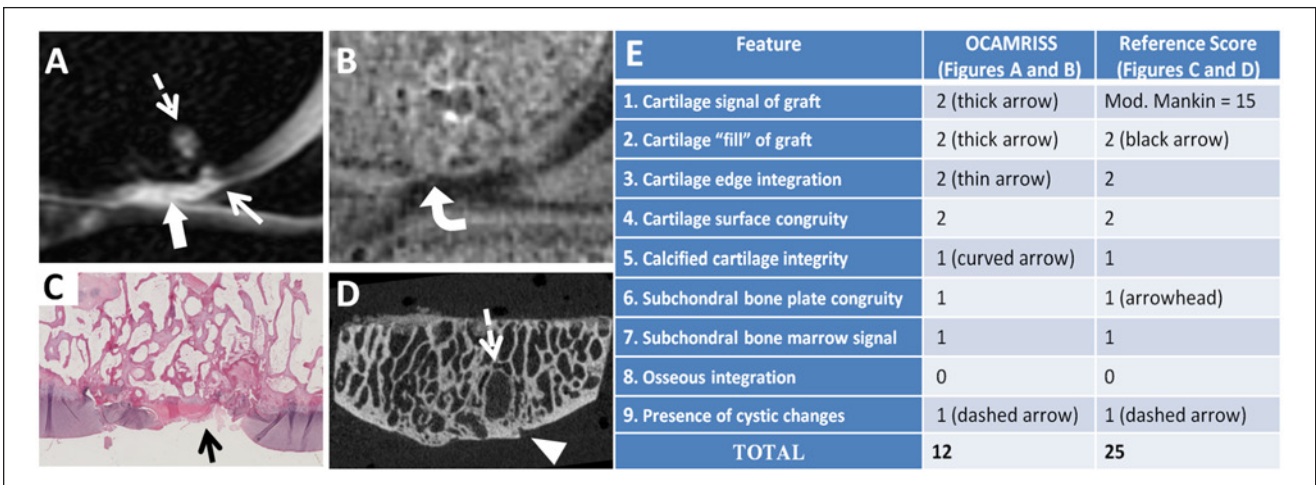 A
B
C
D
E
Feature OCAMRISS (Figures A and B) Reference Score (Figures C and D)
1. Cartilage signal of graft 2 (thick arrow) Mod. Mankin = 15
2. Cartilage “fill” of graft 2 (thick arrow) 2 (black arrow)
3. Cartilage edge integration 2 (thin arrow) 2
4. Cartilage surface congruity 2 2
5. Calcified cartilage integrity 1 (curved arrow) 1
6. Subchondral bone plate congruity 1 1 (arrowhead)
7. Subchondral bone marrow signal 1 1
8. Osseous integration 0 0
9. Presence of cystic changes 1 (dashed arrow) 1 (dashed arrow)
TOTAL 12 25